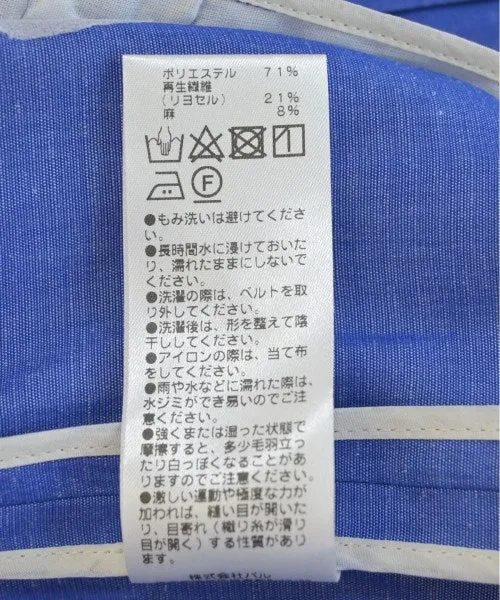 ポリエステル 71%
再生繊維
(リヨセル) 21%
麻 8%
F
●もみ洗いは避けてくださ
い。
●長時間水に浸けておいた
り、濡れたままにしないで
ください。
●洗濯の際は、ベルトを取
り外してください。
●洗濯後は、形を整えて陰
干ししてください。
●アイロンの際は、当て布
をしてください。
●雨や水などに濡れた際は、
水ジミができ易いのでご注
意ください。
●強くまたは湿った状態で
摩擦すると、多少毛羽立っ
たり白っぽくなることがあ
りますのでご注意ください。
●激しい運動や極度な力が
加われば、縫い目が開いた
り、目寄れ（織り糸が滑り
目が開く）する性質があり
ます。
株式会社パル